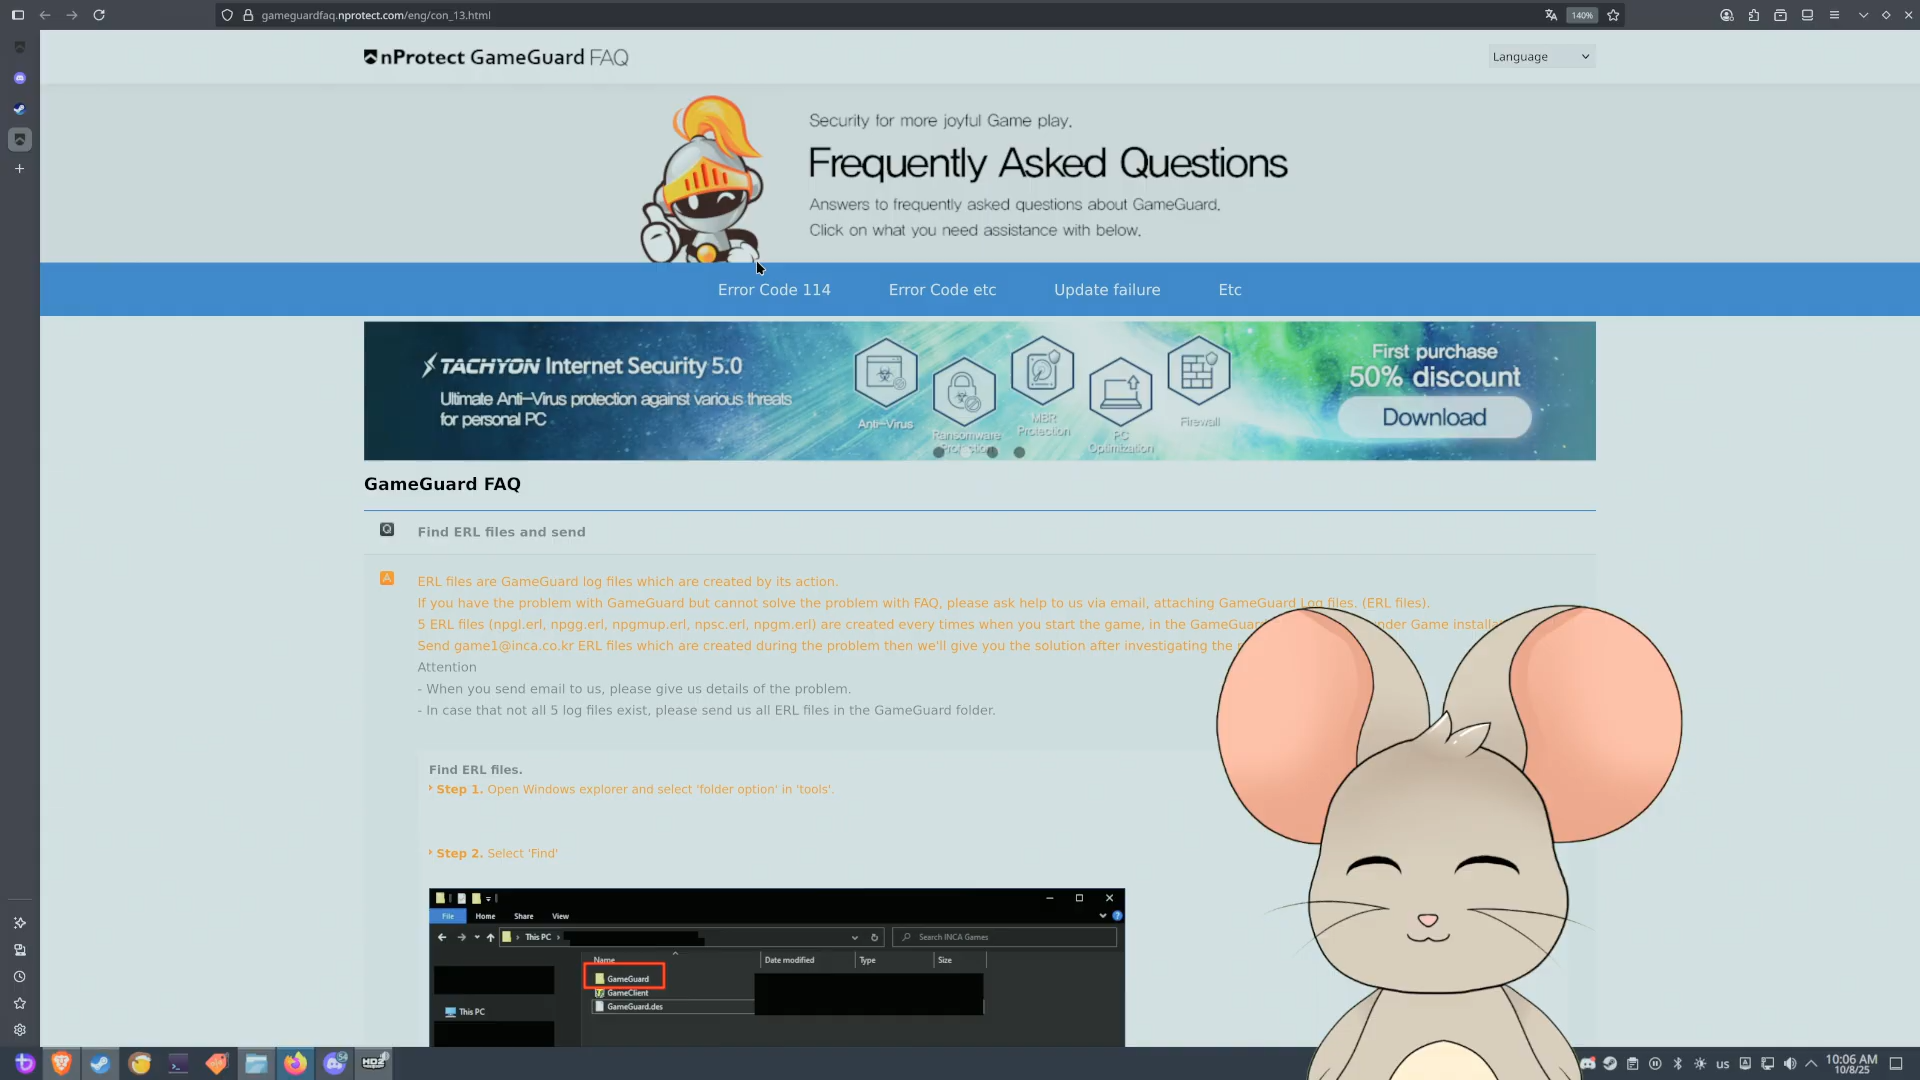 gameguardfaq.nprotect.com/eng/con_13.html
140%
nProtect GameGuard FAQ
Language
Security for more joyful Game play,
Frequently Asked Questions
Answers to frequently asked questions about GameGuard,
Click on what you need assistance with below,
Error Code 114
Error Code etc
Update failure
Etc
TACHYON Internet Security 5.0
Ultimate Anti-Virus protection against various threats
for personal PC
Anti-Virus
Ransomware
Protection
MBR
Protection
PC
Optimization
Firewall
First purchase
50% discount
Download
GameGuard FAQ
Q
Find ERL files and send
A
ERL files are GameGuard log files which are created by its action.
If you have the problem with GameGuard but cannot solve the problem with FAQ, please ask help to us via email, attaching GameGuard Log files. (ERL files).
5 ERL files (npgl.erl, npgg.erl, npgmup.erl, npsc.erl, npgm.erl) are created every times when you start the game, in the GameGuard under Game
Send game1@inca.co.kr ERL files which are created during the problem then we'll give you the solution after investigating the
Attention
- When you send email to us, please give us details of the problem.
- In case that not all 5 log files exist, please send us all ERL files in the GameGuard folder.
Find ERL files.
Step 1. Open Windows explorer and select 'folder option' in 'tools'.
Step 2. Select 'Find'
File
Home
Share
View
This PC
Search INCA Games
Name
Date modified
Type
Size
GameGuard
GameClient
GameGuard.des
This PC
HD2
54
us
10:06 AM
10/8/25